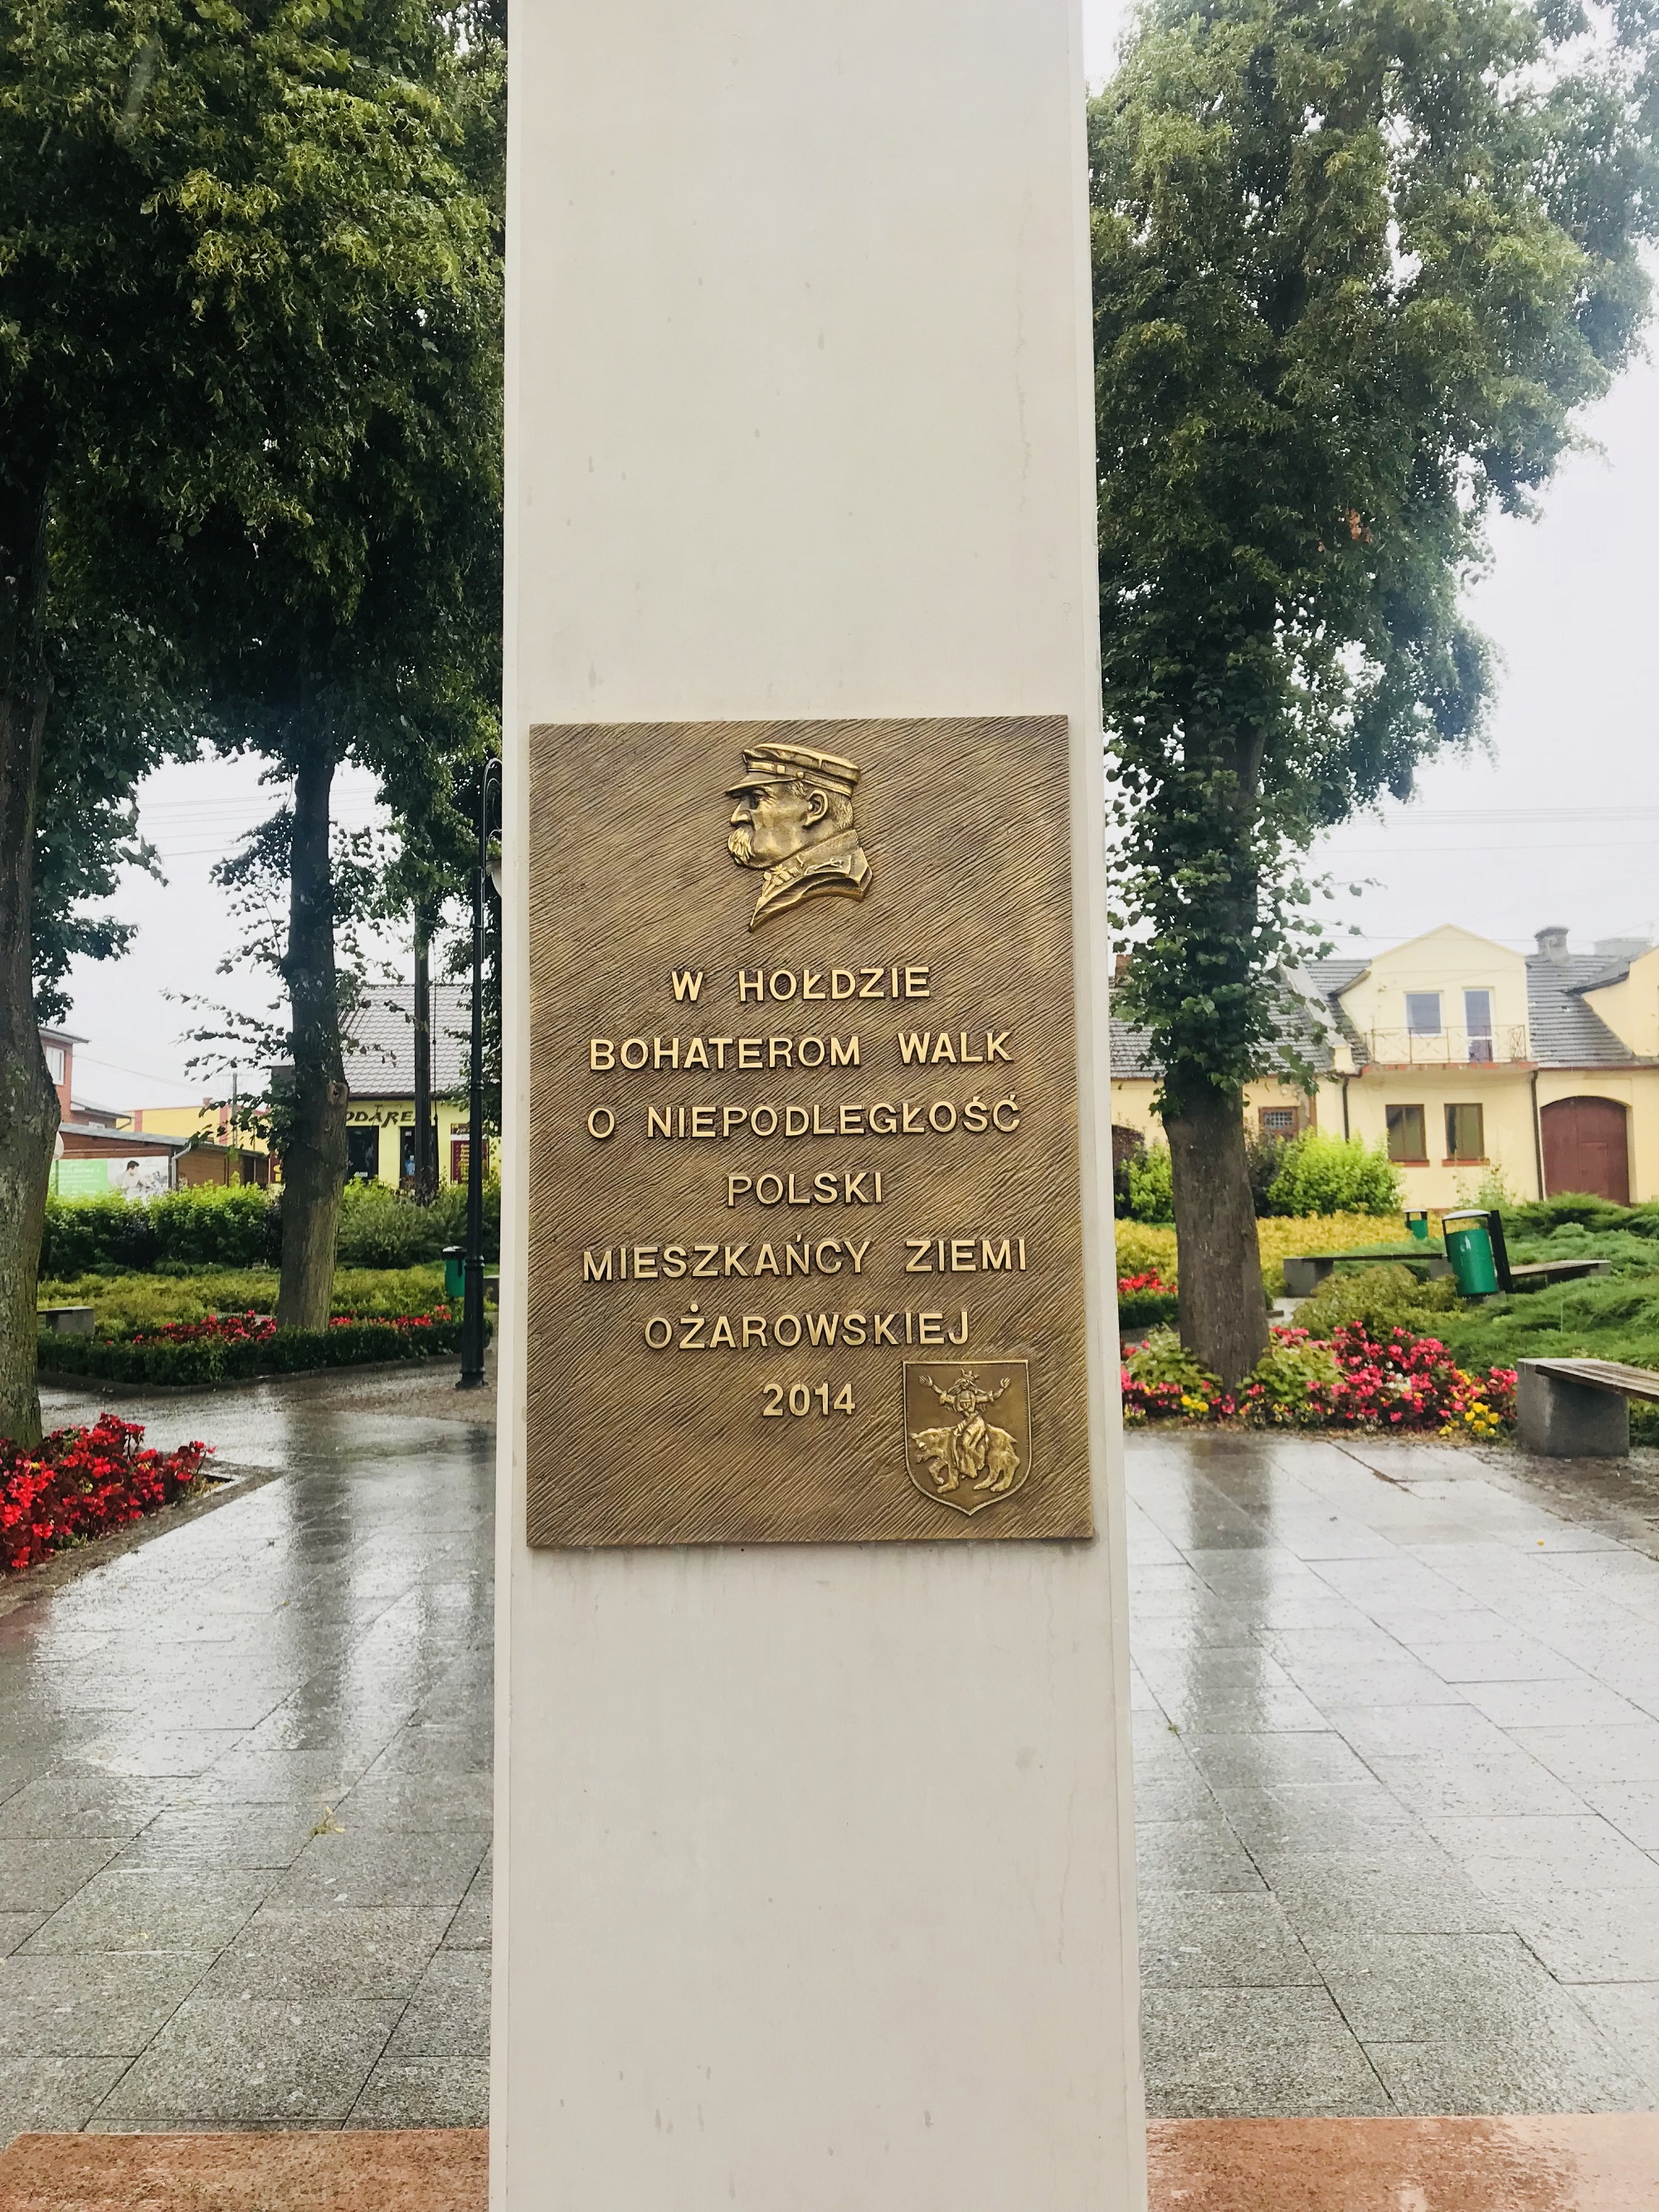 W HOŁDZIE
BOHATEROM WALK
O NIEPODLEGŁOŚĆ
POLSKI
MIESZKAŃCY ZIEMI
OŻAROWSKIEJ
2014